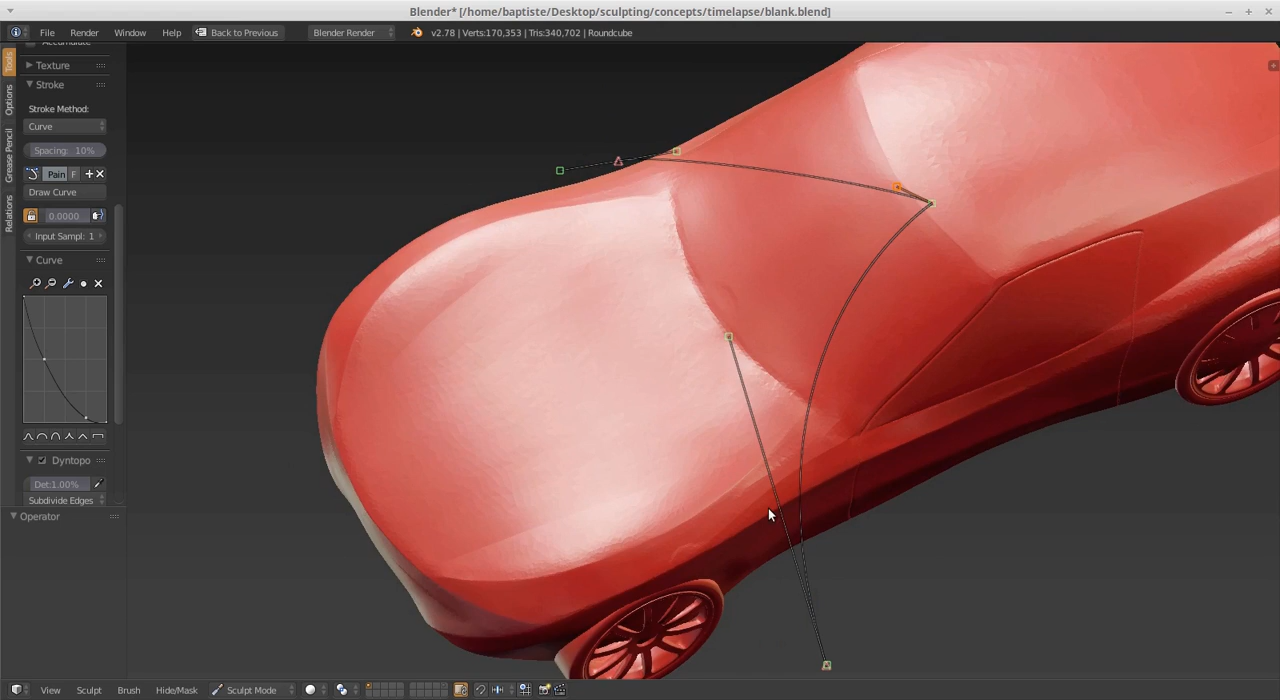 Blender* [/home/baptiste/Desktop/sculpting/concepts/timelapse/blank.blend]
File Render Window Help Back to Previous Blender Render v2.78 | Verts:170,353 | Tris:340,702 | Roundcube
Tools
Options
Grease Pencil
Relations
Accumulate
Texture
Stroke
Stroke Method:
Curve
Spacing: 10%
Pain F
Draw Curve
0.0000
Input Sampl: 1
Curve
Dyntopo
Det:1.00%
Subdivide Edges
Operator
View Sculpt Brush Hide/Mask Sculpt Mode